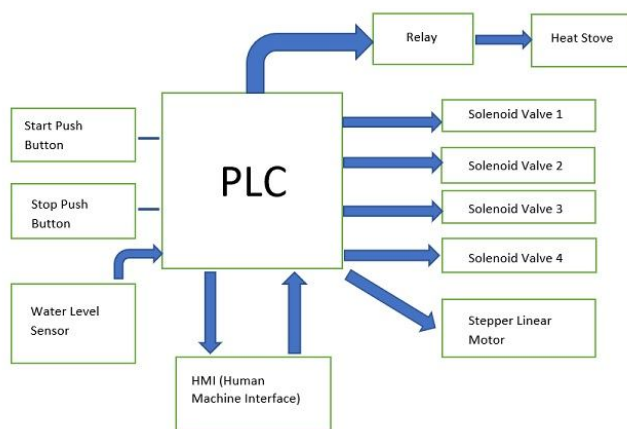 Relay
Heat Stove
Start Push
Button
Stop Push
Button
Water Level
Sensor
PLC
Solenoid Valve 1
Solenoid Valve 2
Solenoid Valve 3
Solenoid Valve 4
Stepper Linear
Motor
HMI (Human
Machine Interface)